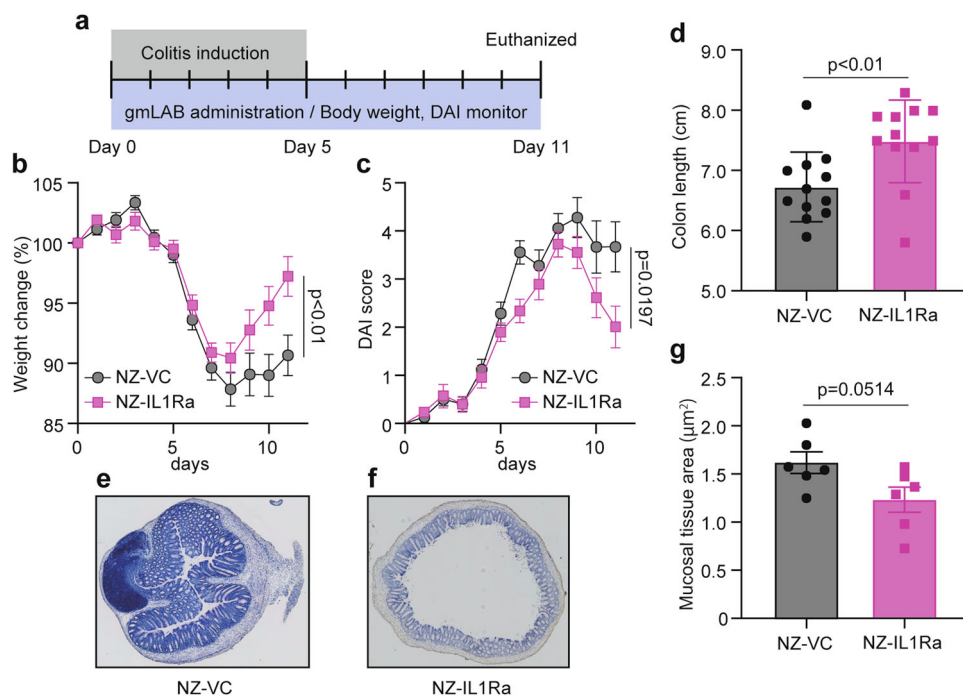 a
Colitis induction
Euthanized
gmLAB administration / Body weight, DAI monitor
Day 0
Day 5
Day 11
b
105
100
95
90
85
Weight change (%)
0
5
10
days
NZ-VC
NZ-IL1Ra
p<0.01
c
5
4
3
2
1
0
DAI score
0
5
10
days
NZ-VC
NZ-IL1Ra
p=0.0197
d
8.0
7.0
6.0
5.0
Colon length (cm)
p<0.01
NZ-VC
NZ-IL1Ra
e
NZ-VC
f
NZ-IL1Ra
g
2.5
2.0
1.5
1.0
0.5
0
Mucosal tissue area (µm²)
p=0.0514
NZ-VC
NZ-IL1Ra